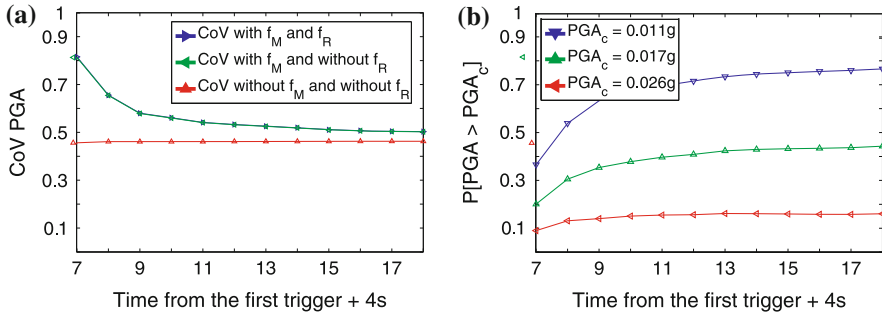 (a)
1
0.9
0.7
0.5
0.3
0.1
CoV PGA
CoV with f_M and f_R
CoV with f_M and without f_R
CoV without f_M and without f_R
7 9 11 13 15 17
Time from the first trigger + 4s
(b)
1
0.9
0.7
0.5
0.3
0.1
P[PGA > PGA_c]
PGA_c = 0.011g
PGA_c = 0.017g
PGA_c = 0.026g
7 9 11 13 15 17
Time from the first trigger + 4s